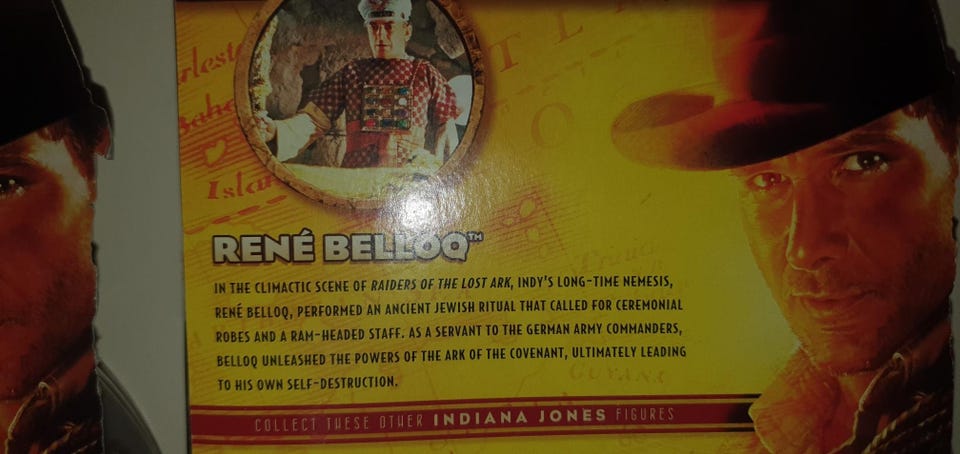 Island
RENÉ BELLOQ™
IN THE CLIMACTIC SCENE OF RAIDERS OF THE LOST ARK, INDY'S LONG-TIME NEMESIS,
RENÉ BELLOQ, PERFORMED AN ANCIENT JEWISH RITUAL THAT CALLED FOR CEREMONIAL
ROBES AND A RAM-HEADED STAFF. AS A SERVANT TO THE GERMAN ARMY COMMANDERS,
BELLOQ UNLEASHED THE POWERS OF THE ARK OF THE COVENANT, ULTIMATELY LEADING
TO HIS OWN SELF-DESTRUCTION.
COLLECT THESE OTHER INDIANA JONES FIGURES